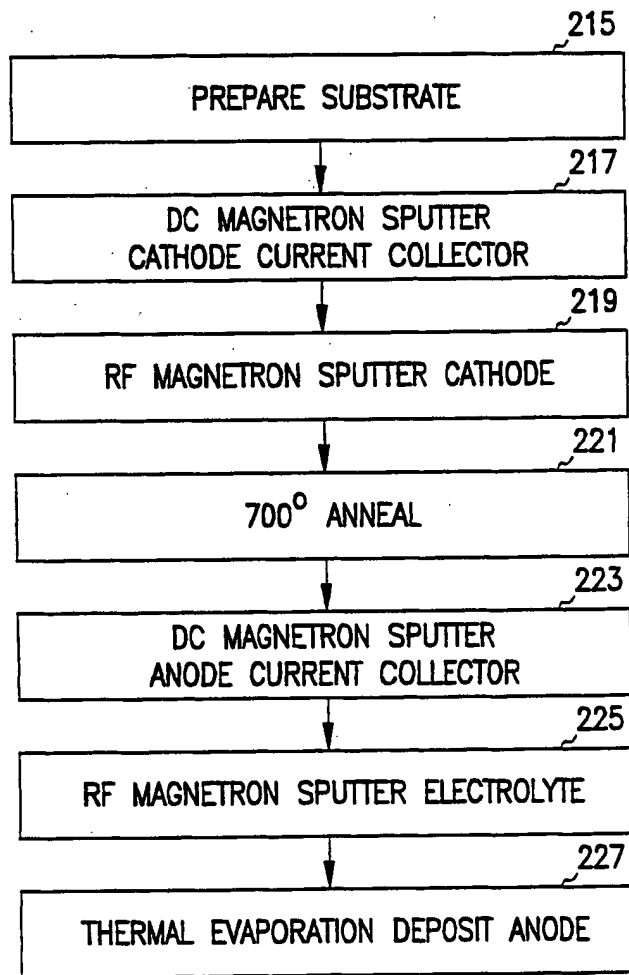 215
PREPARE SUBSTRATE
217
DC MAGNETRON SPUTTER
CATHODE CURRENT COLLECTOR
219
RF MAGNETRON SPUTTER CATHODE
221
700° ANNEAL
223
DC MAGNETRON SPUTTER
ANODE CURRENT COLLECTOR
225
RF MAGNETRON SPUTTER ELECTROLYTE
227
THERMAL EVAPORATION DEPOSIT ANODE